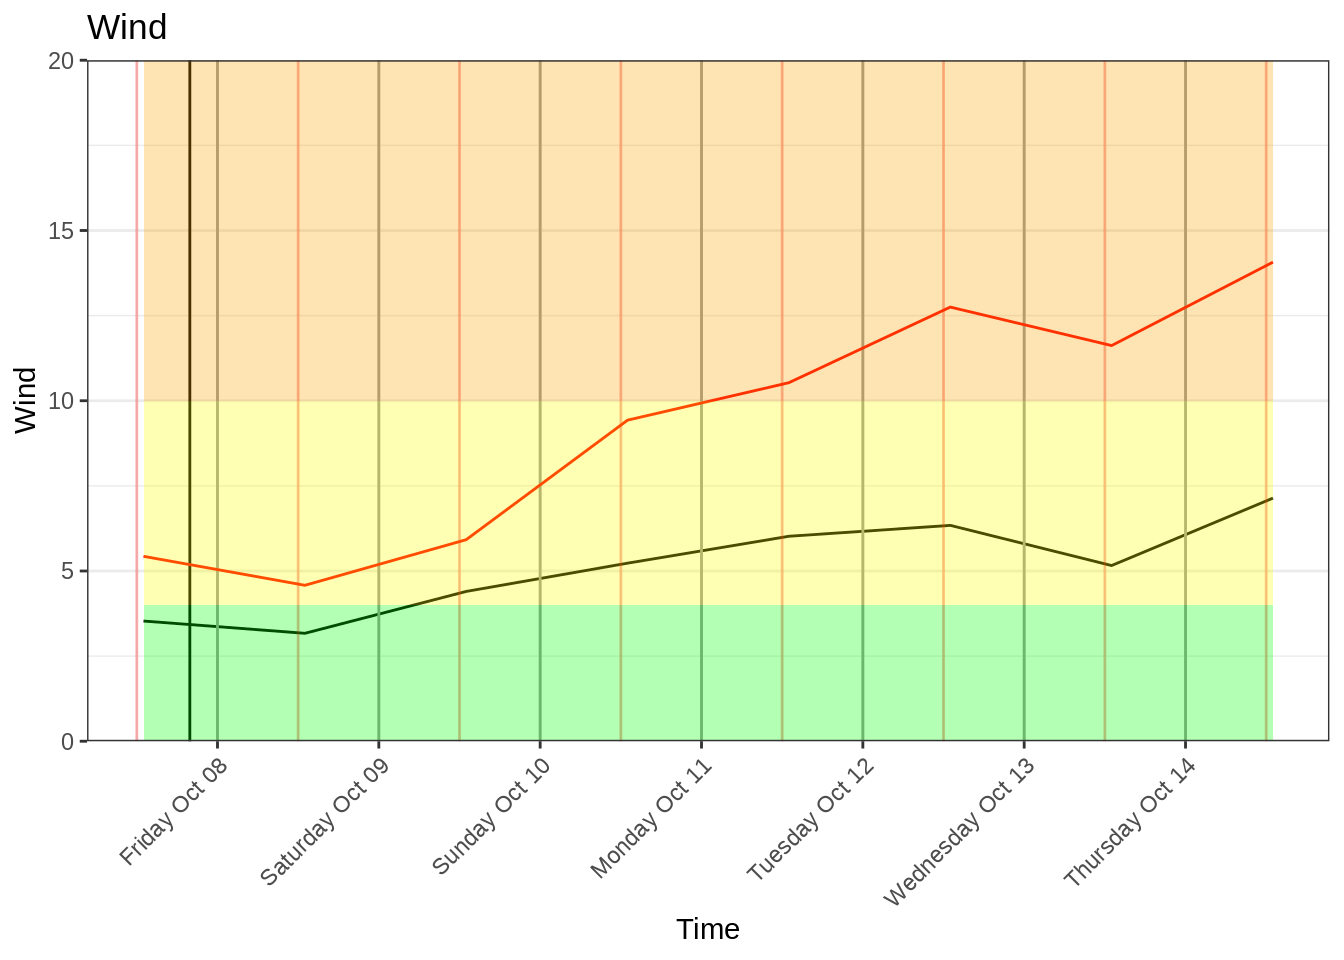 Wind
20
15
10
5
0
Wind
Friday Oct 08
Saturday Oct 09
Sunday Oct 10
Monday Oct 11
Tuesday Oct 12
Wednesday Oct 13
Thursday Oct 14
Time